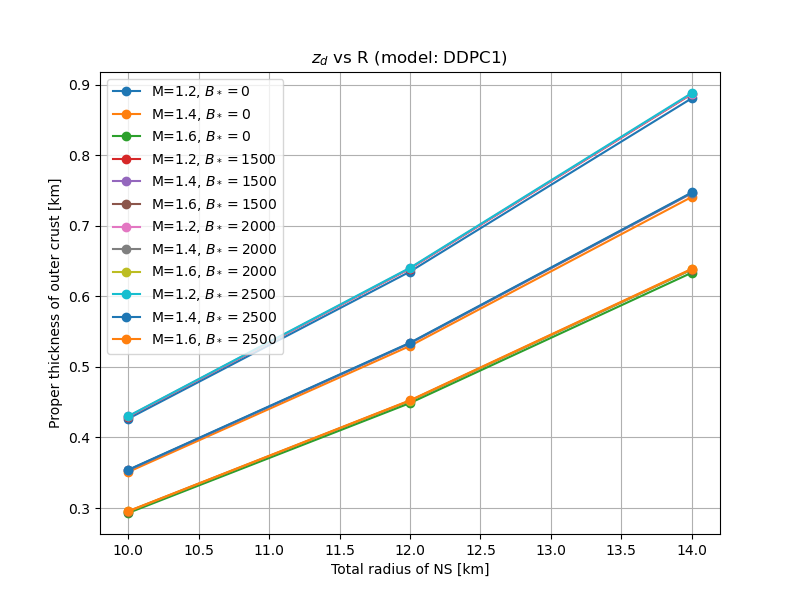 z_d vs R (model: DDPC1)
M=1.2, B_* = 0
M=1.4, B_* = 0
M=1.6, B_* = 0
M=1.2, B_* = 1500
M=1.4, B_* = 1500
M=1.6, B_* = 1500
M=1.2, B_* = 2000
M=1.4, B_* = 2000
M=1.6, B_* = 2000
M=1.2, B_* = 2500
M=1.4, B_* = 2500
M=1.6, B_* = 2500
Proper thickness of outer crust [km]
0.9
0.8
0.7
0.6
0.5
0.4
0.3
10.0 10.5 11.0 11.5 12.0 12.5 13.0 13.5 14.0
Total radius of NS [km]